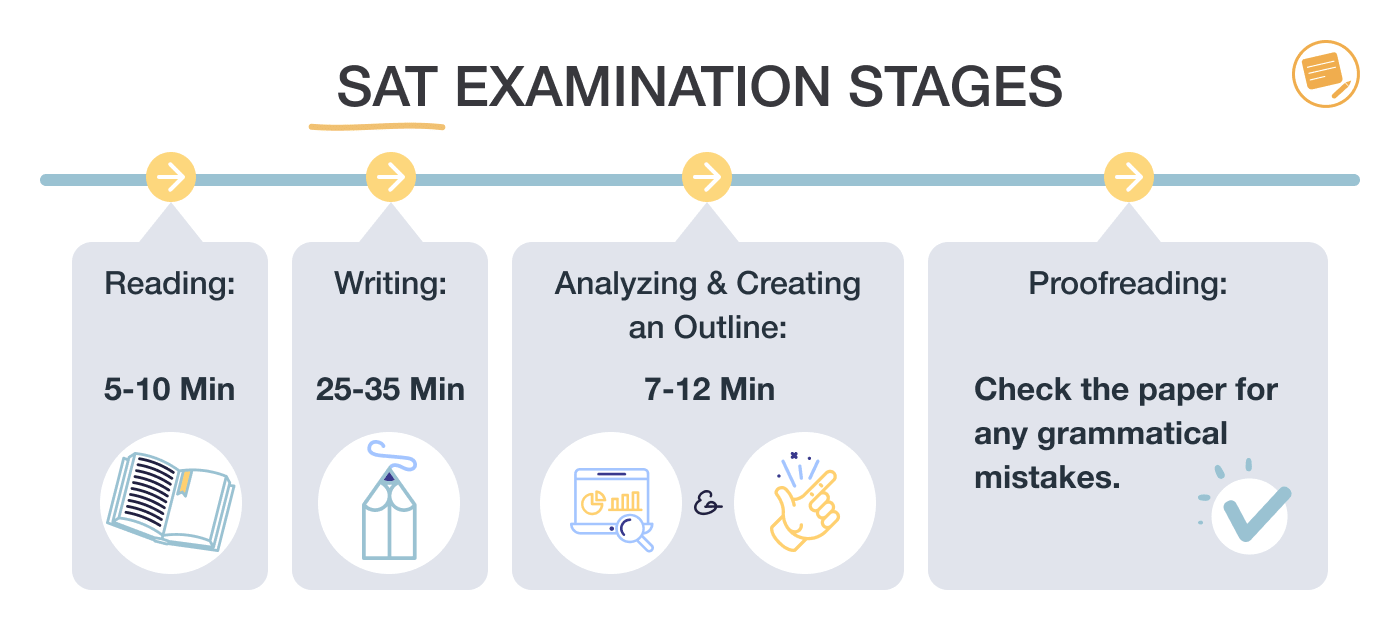 SAT EXAMINATION STAGES
Reading:
5-10 Min
Writing:
25-35 Min
Analyzing & Creating
an Outline:
7-12 Min
&
Proofreading:
Check the paper for
any grammatical
mistakes.